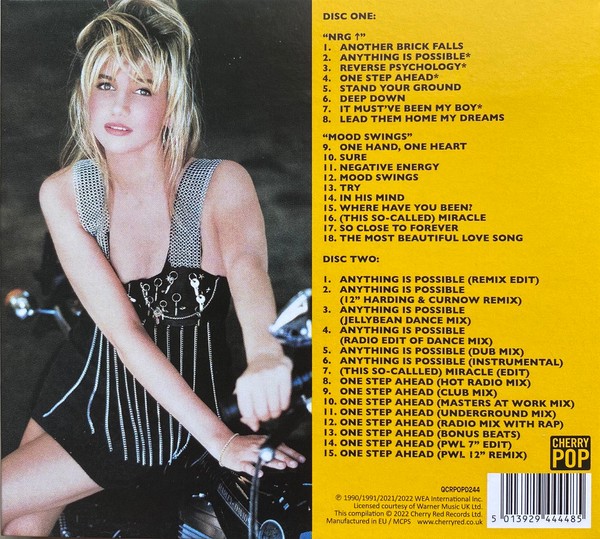 DISC ONE:
"NRG ↑"
1. ANOTHER BRICK FALLS
2. ANYTHING IS POSSIBLE*
3. REVERSE PSYCHOLOGY*
4. ONE STEP AHEAD*
5. STAND YOUR GROUND
6. DEEP DOWN
7. IT MUST'VE BEEN MY BOY*
8. LEAD THEM HOME MY DREAMS
"MOOD SWINGS"
9. ONE HAND, ONE HEART
10. SURE
11. NEGATIVE ENERGY
12. MOOD SWINGS
13. TRY
14. IN HIS MIND
15. WHERE HAVE YOU BEEN?
16. (THIS SO-CALLED) MIRACLE
17. SO CLOSE TO FOREVER
18. THE MOST BEAUTIFUL LOVE SONG
DISC TWO:
1. ANYTHING IS POSSIBLE (REMIX EDIT)
2. ANYTHING IS POSSIBLE
(12" HARDING & CURNOW REMIX)
3. ANYTHING IS POSSIBLE
(JELLYBEAN DANCE MIX)
4. ANYTHING IS POSSIBLE
(RADIO EDIT OF DANCE MIX)
5. ANYTHING IS POSSIBLE (DUB MIX)
6. ANYTHING IS POSSIBLE (INSTRUMENTAL)
7. (THIS SO-CALLLED) MIRACLE (EDIT)
8. ONE STEP AHEAD (HOT RADIO MIX)
9. ONE STEP AHEAD (CLUB MIX)
10. ONE STEP AHEAD (MASTERS AT WORK MIX)
11. ONE STEP AHEAD (UNDERGROUND MIX)
12. ONE STEP AHEAD (RADIO MIX WITH RAP)
13. ONE STEP AHEAD (BONUS BEATS)
14. ONE STEP AHEAD (PWL 7" EDIT)
15. ONE STEP AHEAD (PWL 12" REMIX)
CHERRY
POP
QCRPOPD244
℗ 1990/1991/2021/2022 WEA International Inc.
Licensed courtesy of Warner Music UK Ltd.
This compilation © 2022 Cherry Red Records Ltd.
Manufactured in EU / MCPS www.cherryred.co.uk
5 013929 444485